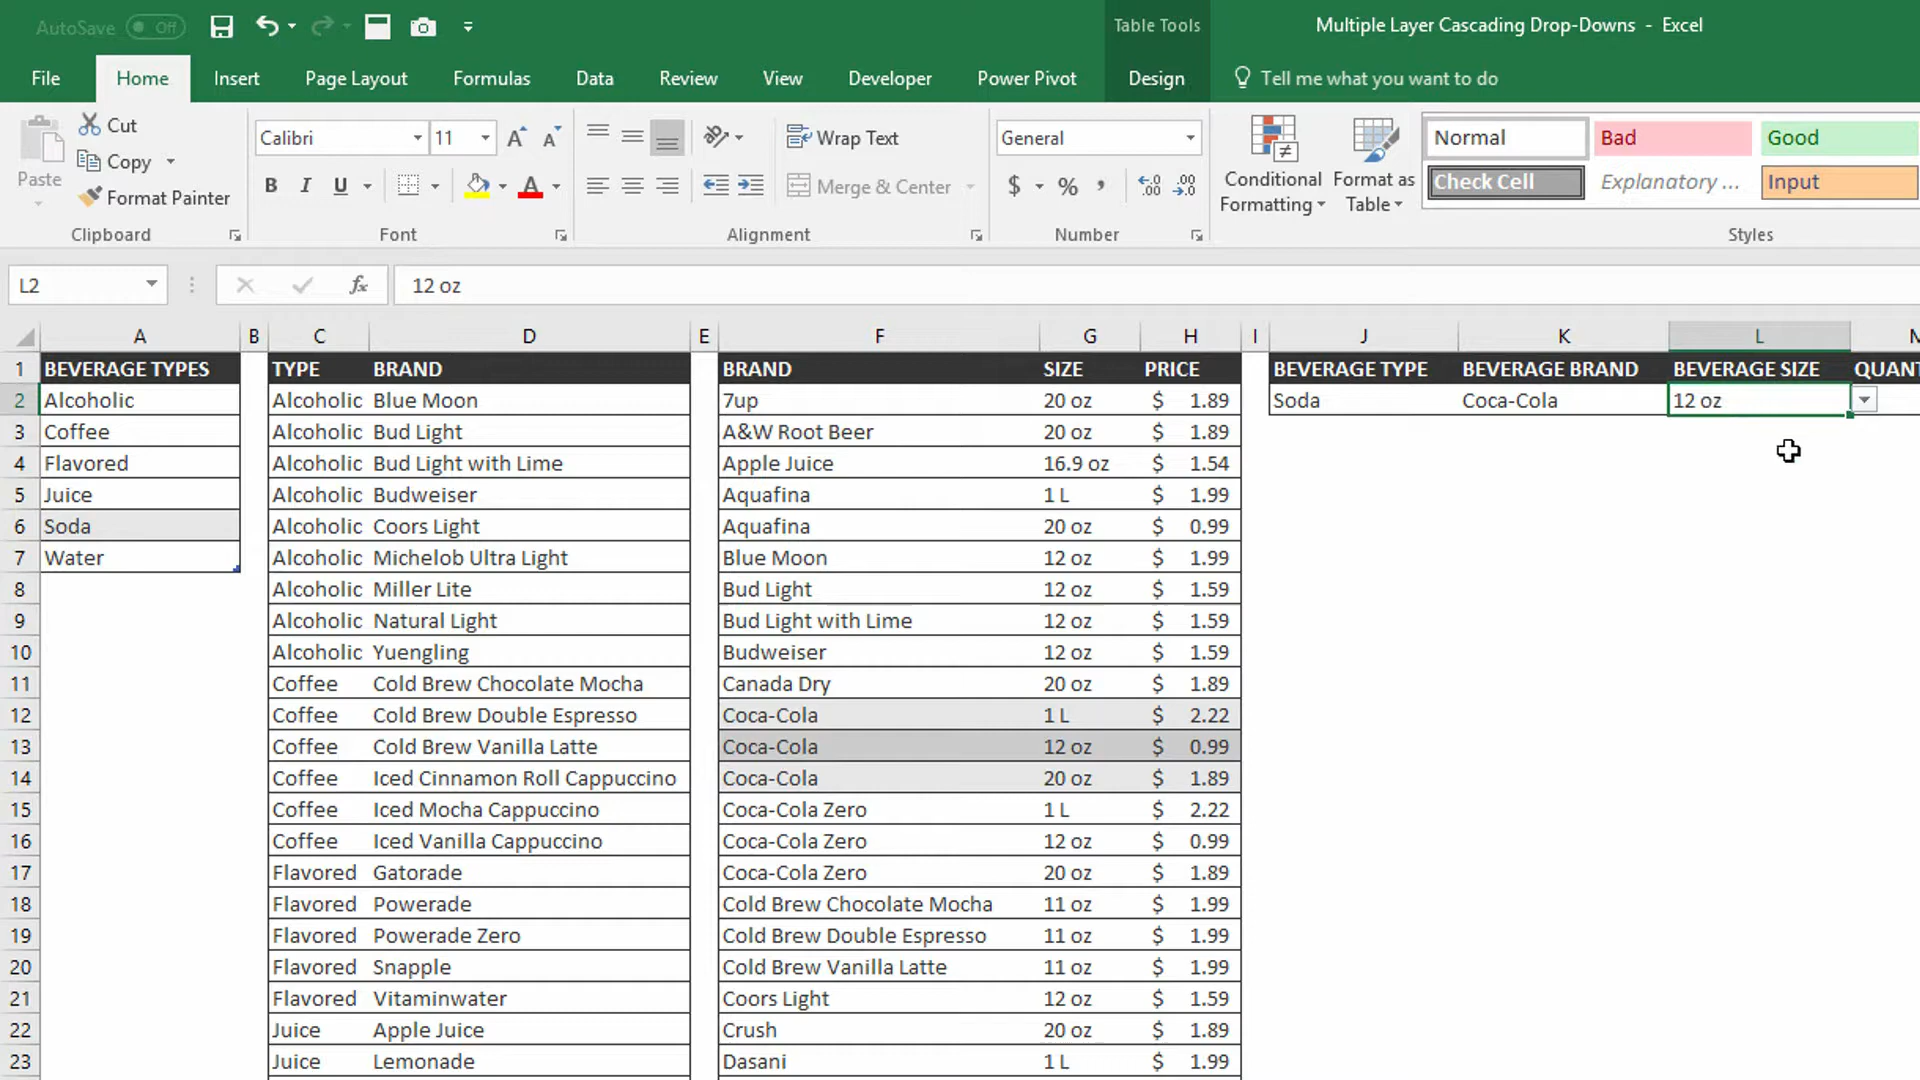 AutoSave Off
Table Tools
Multiple Layer Cascading Drop-Downs - Excel
File Home Insert Page Layout Formulas Data Review View Developer Power Pivot Design Tell me what you want to do
Paste
Cut
Copy
Format Painter
Clipboard
Calibri 11
B I U A
Font
Wrap Text
Merge & Center
Alignment
General
$ % ,
Number
Conditional Formatting
Format as Table
Normal Bad Good
Check Cell Explanatory ... Input
Styles
L2 fx 12 oz
A B C D E F G H I J K L
1 BEVERAGE TYPES TYPE BRAND BRAND SIZE PRICE BEVERAGE TYPE BEVERAGE BRAND BEVERAGE SIZE QUANT
2 Alcoholic Alcoholic Blue Moon 7up 20 oz $ 1.89 Soda Coca-Cola 12 oz
3 Coffee Alcoholic Bud Light A&W Root Beer 20 oz $ 1.89
4 Flavored Alcoholic Bud Light with Lime Apple Juice 16.9 oz $ 1.54
5 Juice Alcoholic Budweiser Aquafina 1 L $ 1.99
6 Soda Alcoholic Coors Light Aquafina 20 oz $ 0.99
7 Water Alcoholic Michelob Ultra Light Blue Moon 12 oz $ 1.99
8 Alcoholic Miller Lite Bud Light 12 oz $ 1.59
9 Alcoholic Natural Light Bud Light with Lime 12 oz $ 1.59
10 Alcoholic Yuengling Budweiser 12 oz $ 1.59
11 Coffee Cold Brew Chocolate Mocha Canada Dry 20 oz $ 1.89
12 Coffee Cold Brew Double Espresso Coca-Cola 1 L $ 2.22
13 Coffee Cold Brew Vanilla Latte Coca-Cola 12 oz $ 0.99
14 Coffee Iced Cinnamon Roll Cappuccino Coca-Cola 20 oz $ 1.89
15 Coffee Iced Mocha Cappuccino Coca-Cola Zero 1 L $ 2.22
16 Coffee Iced Vanilla Cappuccino Coca-Cola Zero 12 oz $ 0.99
17 Flavored Gatorade Coca-Cola Zero 20 oz $ 1.89
18 Flavored Powerade Cold Brew Chocolate Mocha 11 oz $ 1.99
19 Flavored Powerade Zero Cold Brew Double Espresso 11 oz $ 1.99
20 Flavored Snapple Cold Brew Vanilla Latte 11 oz $ 1.99
21 Flavored Vitaminwater Coors Light 12 oz $ 1.59
22 Juice Apple Juice Crush 20 oz $ 1.89
23 Juice Lemonade Dasani 1 L $ 1.99